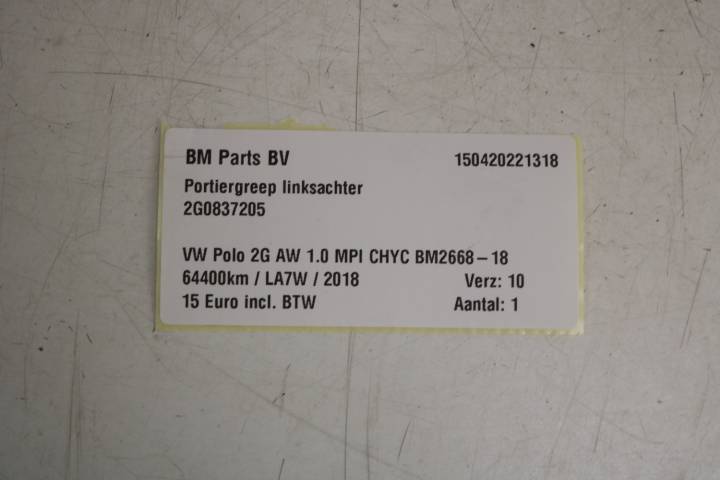 BM Parts BV 150420221318
Portiergreep linksachter
2G0837205
VW Polo 2G AW 1.0 MPI CHYC BM2668-18
64400km / LA7W / 2018 Verz: 10
15 Euro incl. BTW Aantal: 1